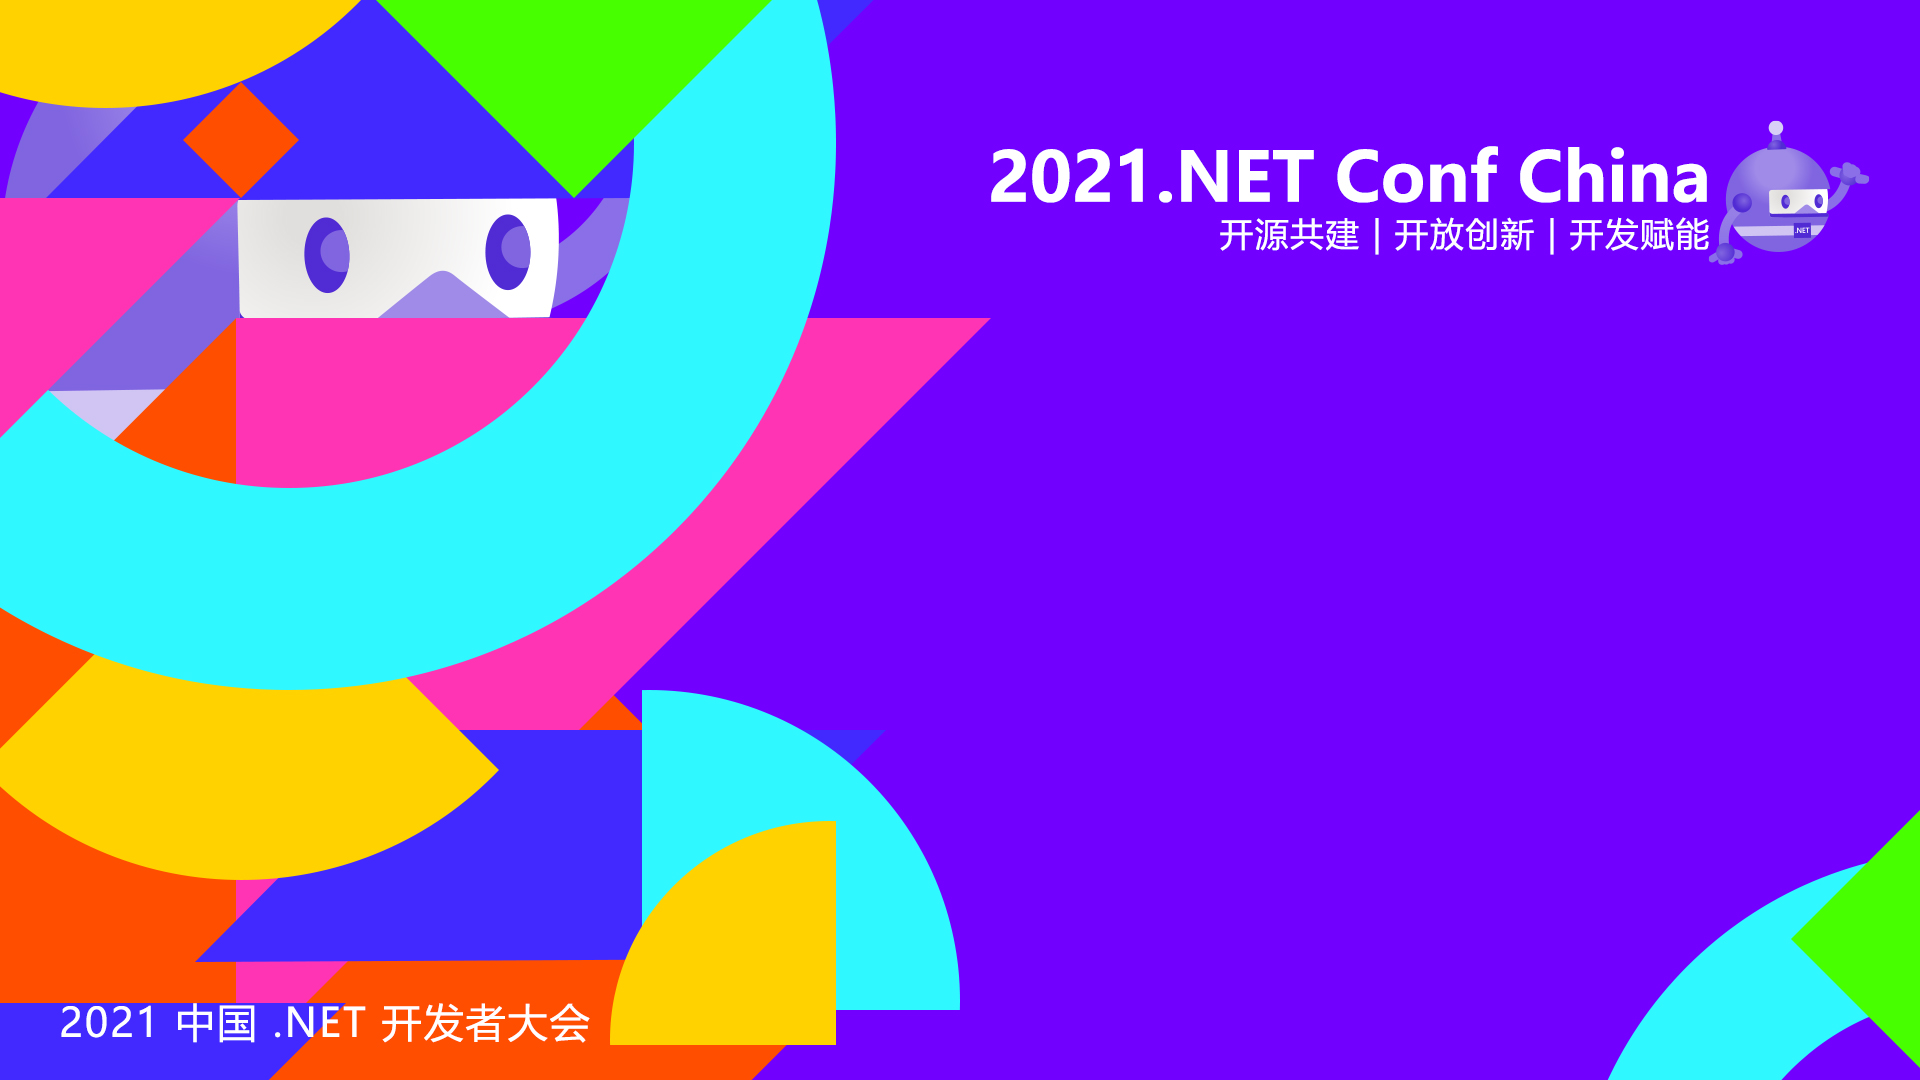 2021.NET Conf China
开源共建 | 开放创新 | 开发赋能
.NET
2021 中国 .NET 开发者大会